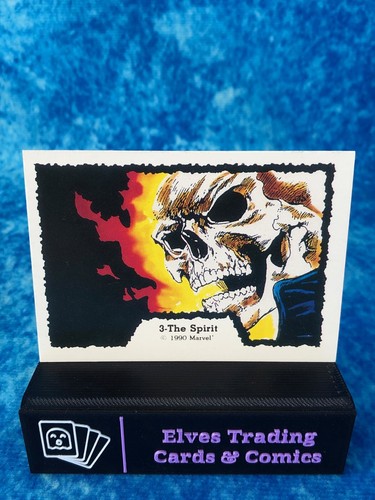 3-The Spirit
© 1990 Marvel
Elves Trading
Cards & Comics